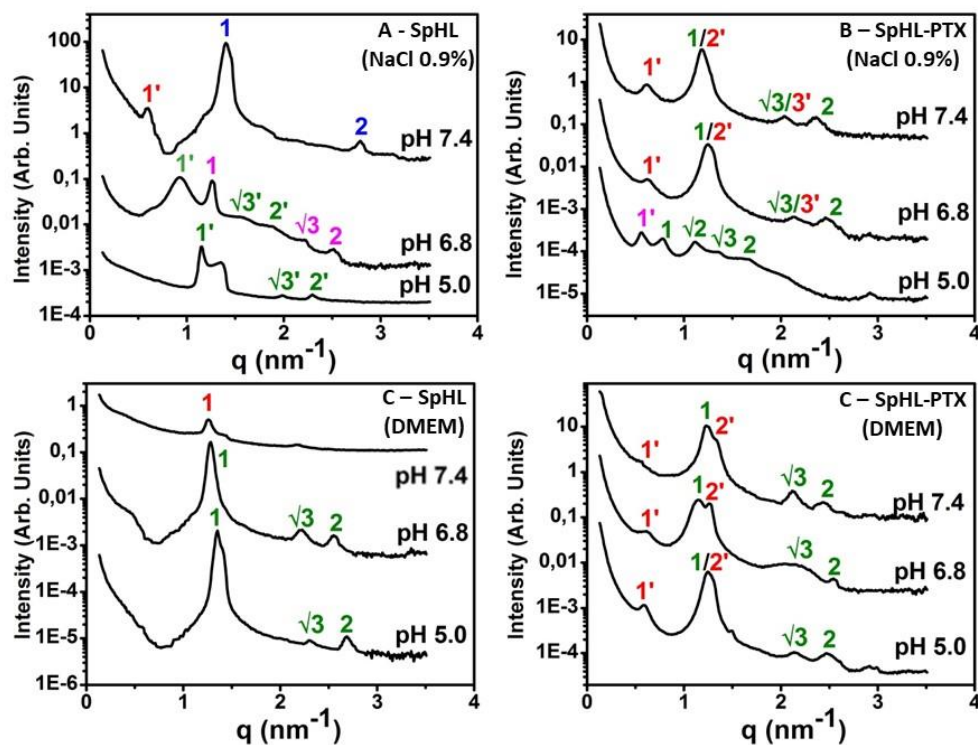 A - SpHL
(NaCl 0.9%)
Intensity (Arb. Units)
100
10
1
0,1
0,01
1E-3
1E-4
1'
1
2
pH 7.4
1'
1
√3'
2'
√3
2
pH 6.8
1'
√3'
2'
pH 5.0
0
1
2
3
4
q (nm-1)
B – SpHL-PTX
(NaCl 0.9%)
Intensity (Arb. Units)
10
1
0,1
0,01
1E-3
1E-4
1E-5
1'
1/2'
√3/3'
2
pH 7.4
1'
1/2'
√3/3'
2
pH 6.8
1'
1
√2
√3
2
pH 5.0
0
1
2
3
4
q (nm-1)
C – SpHL
(DMEM)
Intensity (Arb. Units)
1
0,1
0,01
1E-3
1E-4
1E-5
1E-6
1
pH 7.4
1
√3
2
pH 6.8
1
√3
2
pH 5.0
0
1
2
3
4
q (nm-1)
C – SpHL-PTX
(DMEM)
Intensity (Arb. Units)
10
1
0,1
0,01
1E-3
1E-4
1'
1
2'
√3
2
pH 7.4
1'
1
2'
√3
2
pH 6.8
1'
1/2'
√3
2
pH 5.0
0
1
2
3
4
q (nm-1)